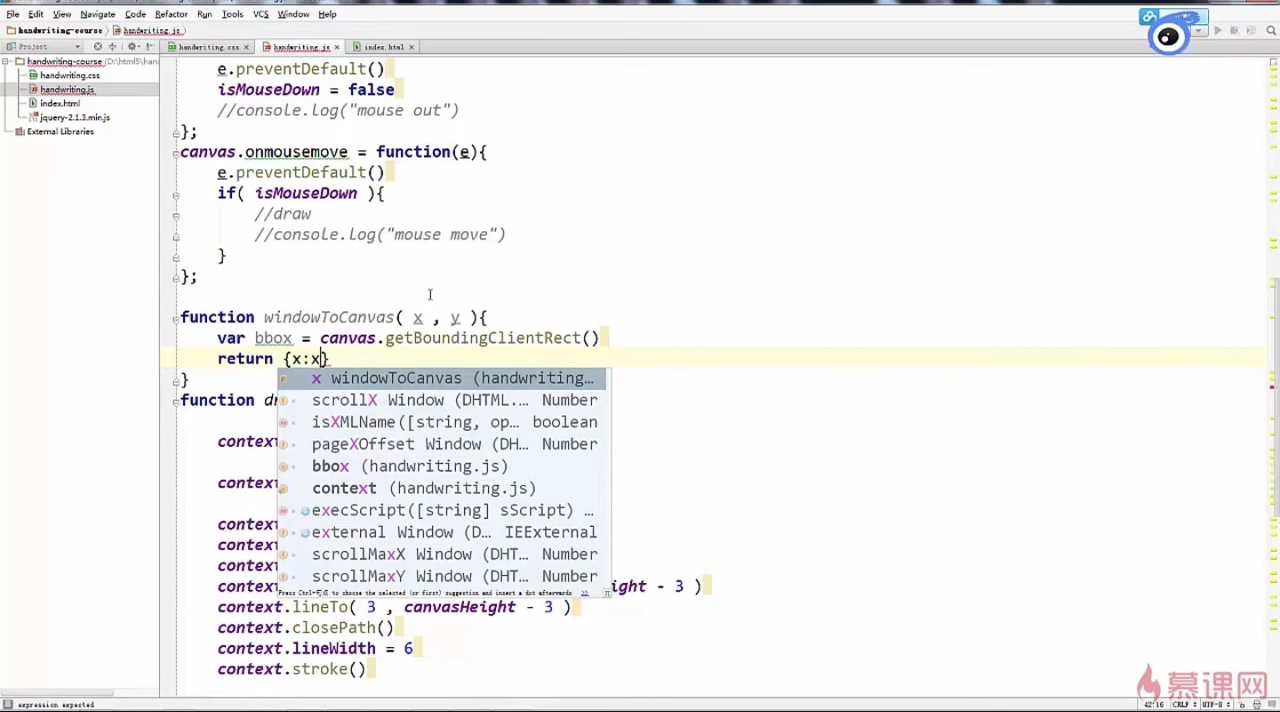 File Edit View Navigate Code Refactor Run Tools VCS Window Help
handwriting-course handwriting.js
Project
handwriting.css handwriting.js index.html
handwriting-course
handwriting.css
handwriting.js
index.html
jquery-2.1.3.min.js
External Libraries
e.preventDefault()
isMouseDown = false
//console.log("mouse out")
};
canvas.onmousemove = function(e){
e.preventDefault()
if( isMouseDown ){
//draw
//console.log("mouse move")
}
};
function windowToCanvas( x , y ){
var bbox = canvas.getBoundingClientRect()
return {x:x}
}
x windowToCanvas (handwriting…
function
scrollX Window (DHTML.… Number
isXMLName([string, op… boolean
pageXOffset Window (DH… Number
bbox (handwriting.js)
context (handwriting.js)
execScript([string] sScript) …
external Window (D… IEExternal
scrollMaxX Window (DHT… Number
scrollMaxY Window (DHT… Number
ight - 3 )
context.lineTo( 3 , canvasHeight - 3 )
context.closePath()
context.lineWidth = 6
context.stroke()
慕课网
expression expected
42:16 CRLF UTF-8